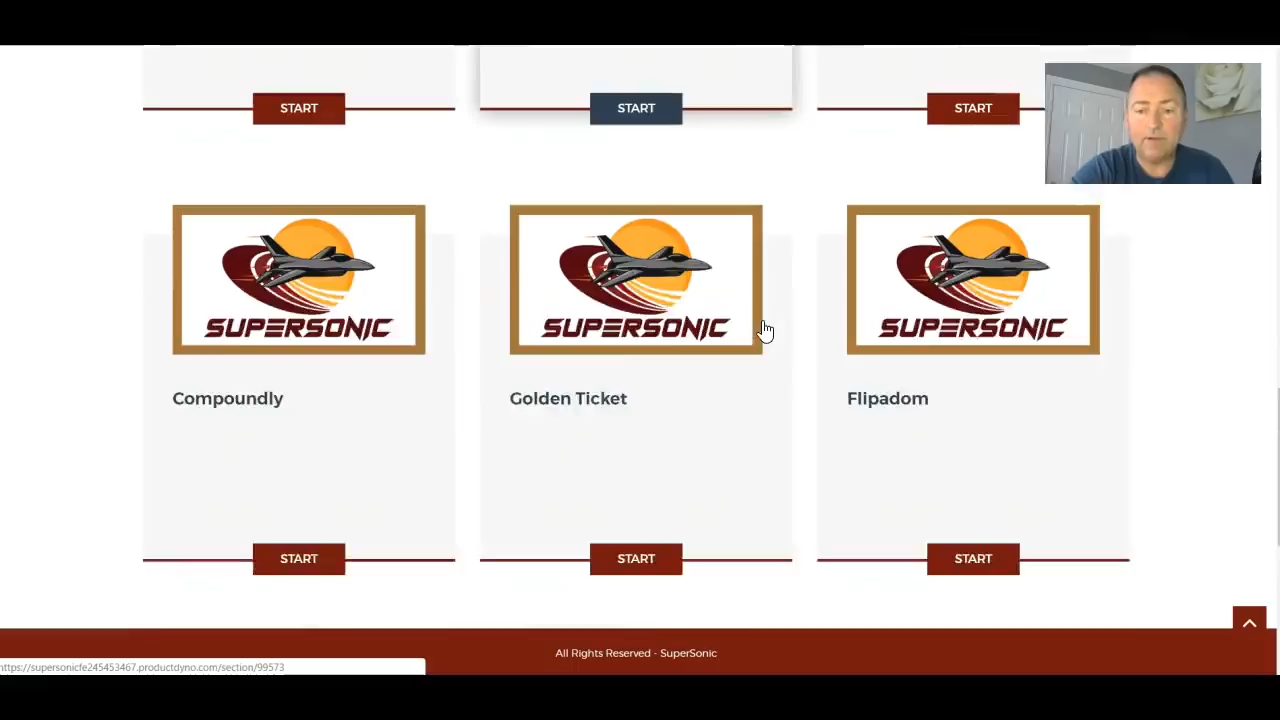 START
START
START
SUPERSONIC
SUPERSONIC
SUPERSONIC
Compoundly
Golden Ticket
Flipadom
START
START
START
All Rights Reserved - SuperSonic
https://supersonicfe245453467.productdyno.com/section/99573